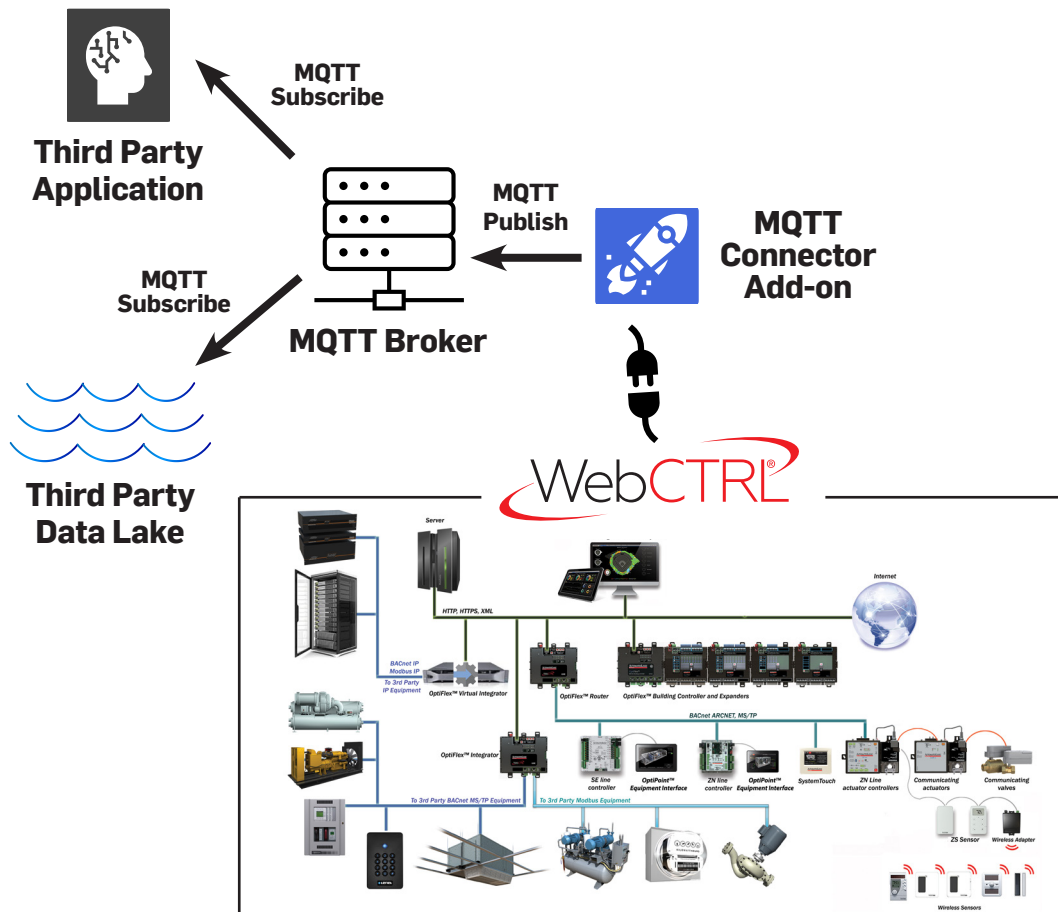 MQTT
Subscribe
Third Party
Application
MQTT
Publish
MQTT
Connector
Add-on
MQTT
Subscribe
MQTT Broker
Third Party
Data Lake
WebCTRL®
Server
Internet
HTTP, HTTPS, XML
BACnet IP
Modbus IP
To 3rd Party
IP Equipment
OptiFlex™ Virtual Integrator
OptiFlex™ Router
OptiFlex™ Building Controller and Expanders
BACnet ARCNET, MS/TP
OptiFlex™ Integrator
SE line
controller
OptiPoint™
Equipment Interface
ZN line
controller
OptiPoint™
Equipment Interface
SystemTouch
ZN Line
actuator controllers
Communicating
actuators
Communicating
valves
To 3rd Party BACnet MS/TP Equipment
To 3rd Party Modbus Equipment
ZS Sensor
Wireless Adapter
Wireless Sensors